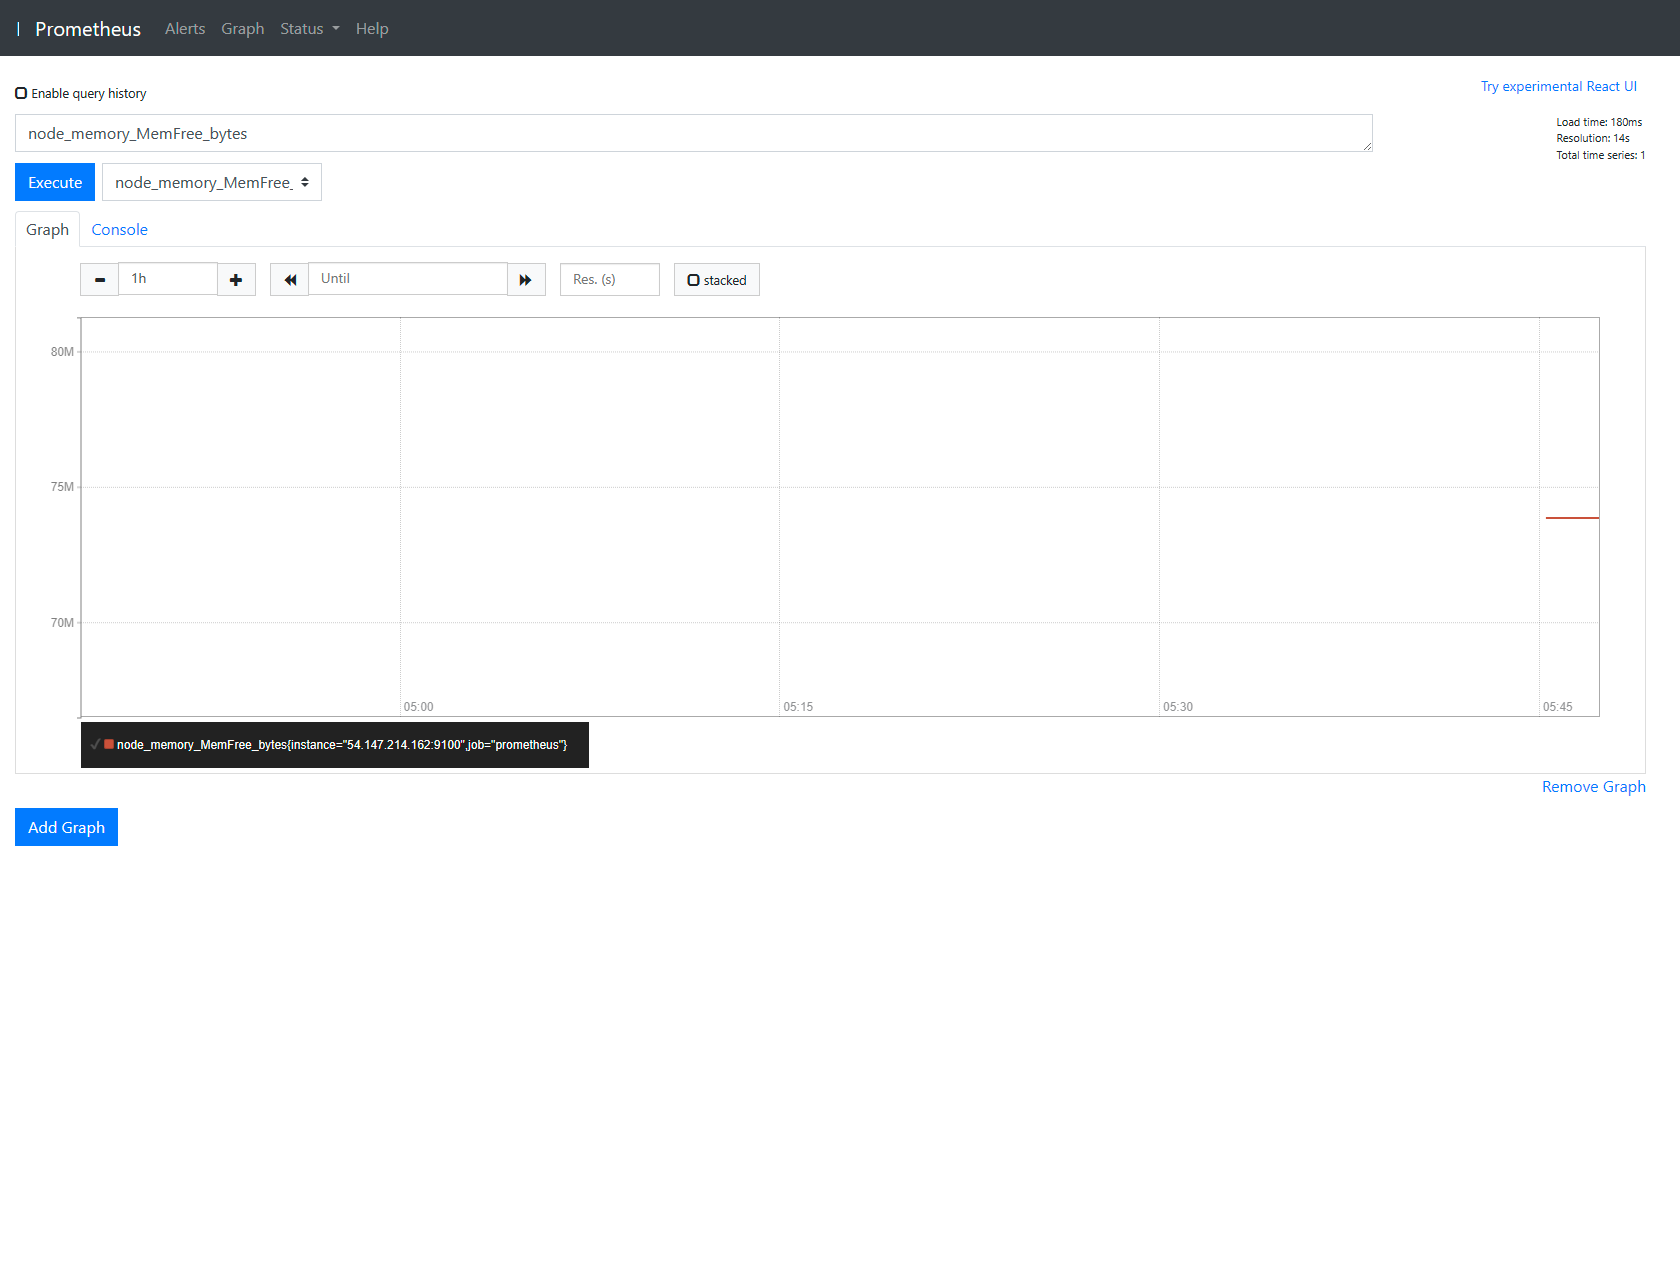 Prometheus Alerts Graph Status Help
Enable query history
Try experimental React UI
node_memory_MemFree_bytes
Load time: 180ms
Resolution: 14s
Total time series: 1
Execute node_memory_MemFree_
Graph Console
1h Until Res. (s) stacked
80M
75M
70M
05:00 05:15 05:30 05:45
node_memory_MemFree_bytes{instance="54.147.214.162:9100",job="prometheus"}
Remove Graph
Add Graph